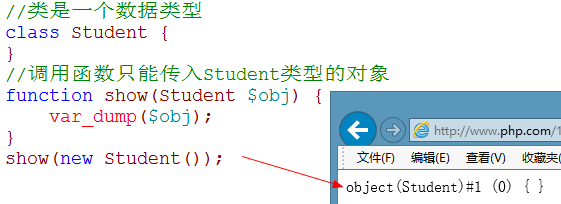 //类是一个数据类型
class Student {
}
//调用函数只能传入Student类型的对象
function show(Student $obj) {
    var_dump($obj);
}
show(new Student());
http://www.php.com/1
文件(F) 编辑(E) 查看(V) 收藏夹
object(Student)#1 (0) { }